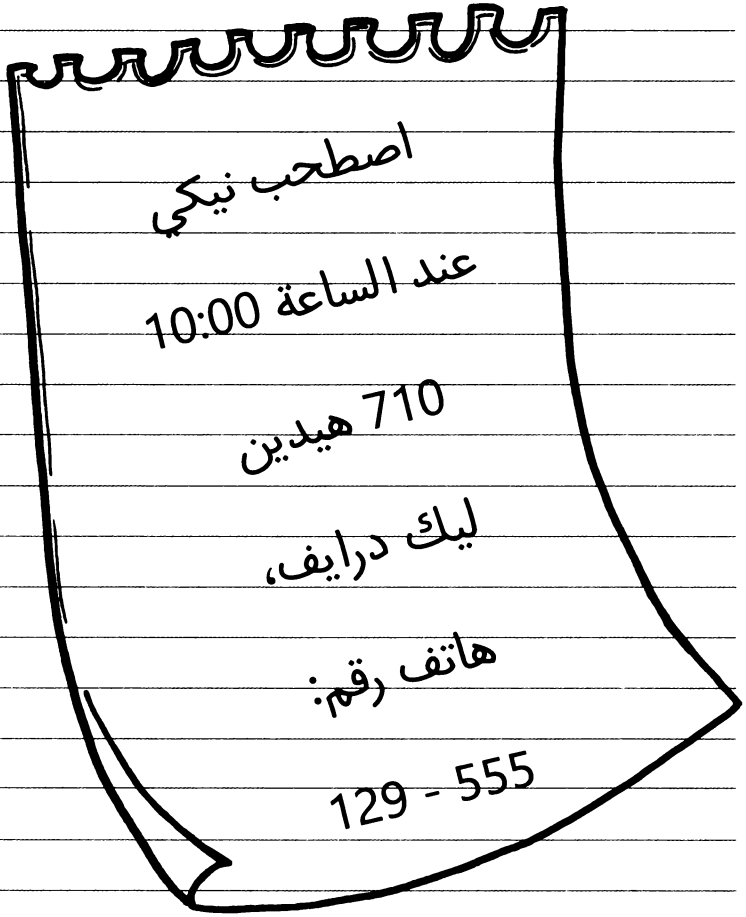 اصطحب نيكي
عند الساعة 10:00
710 هيدين
ليك درايف،
هاتف رقم:
129 - 555